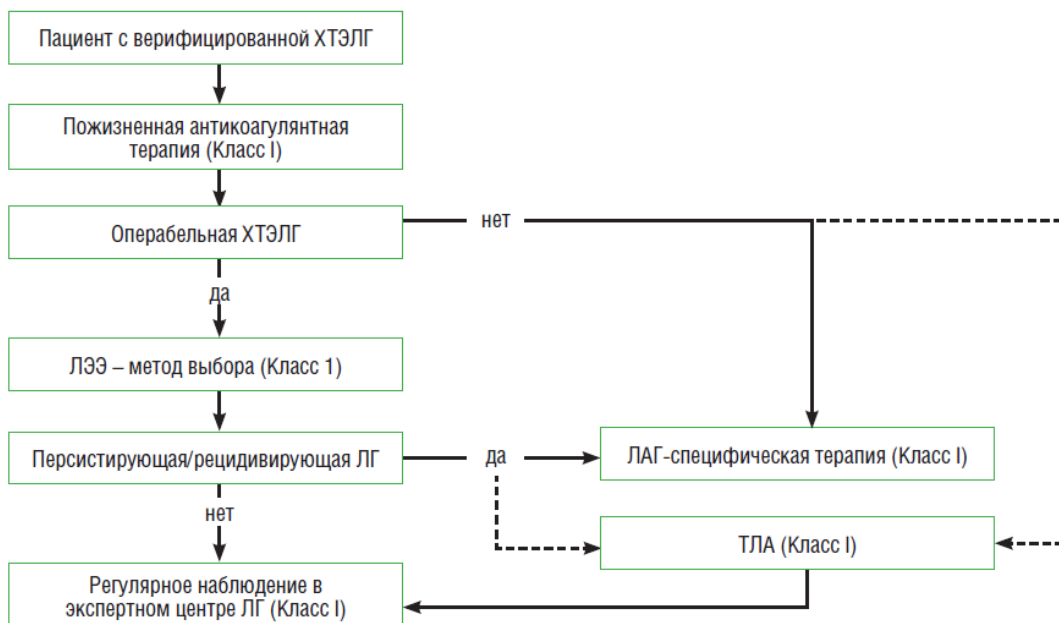 Пациент с верифицированной ХТЭЛГ
Пожизненная антикоагулянтная
терапия (Класс I)
Операбельная ХТЭЛГ
нет
да
ЛЭЭ – метод выбора (Класс 1)
Персистирующая/рецидивирующая ЛГ
да
ЛАГ-специфическая терапия (Класс I)
нет
ТЛА (Класс I)
Регулярное наблюдение в
экспертном центре ЛГ (Класс I)